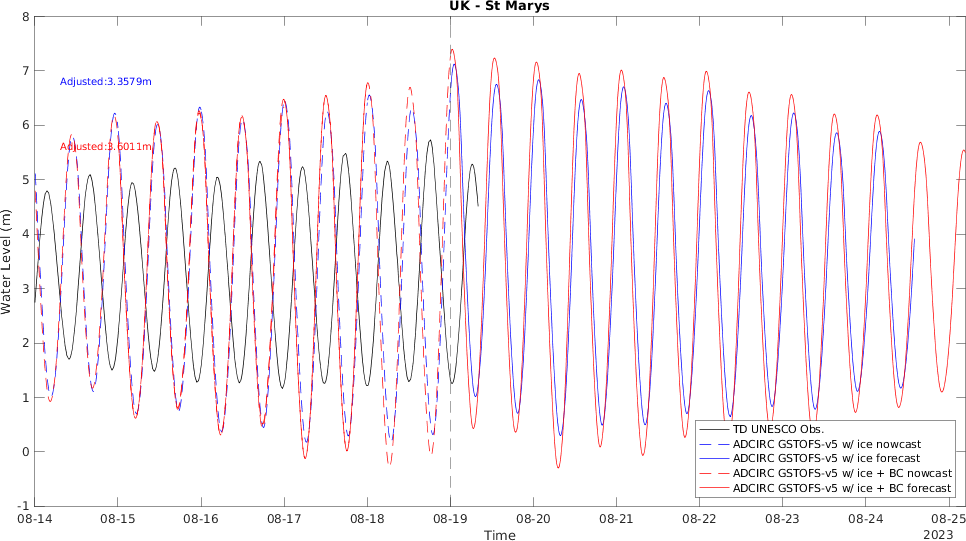 UK - St Marys
8
7
6
5
4
3
2
1
0
-1
Water Level (m)
Adjusted:3.3579m
Adjusted:3.6011m
TD UNESCO Obs.
ADCIRC GSTOFS-v5 w/ ice nowcast
ADCIRC GSTOFS-v5 w/ ice forecast
ADCIRC GSTOFS-v5 w/ ice + BC nowcast
ADCIRC GSTOFS-v5 w/ ice + BC forecast
08-14 08-15 08-16 08-17 08-18 08-19 08-20 08-21 08-22 08-23 08-24 08-25
Time
2023